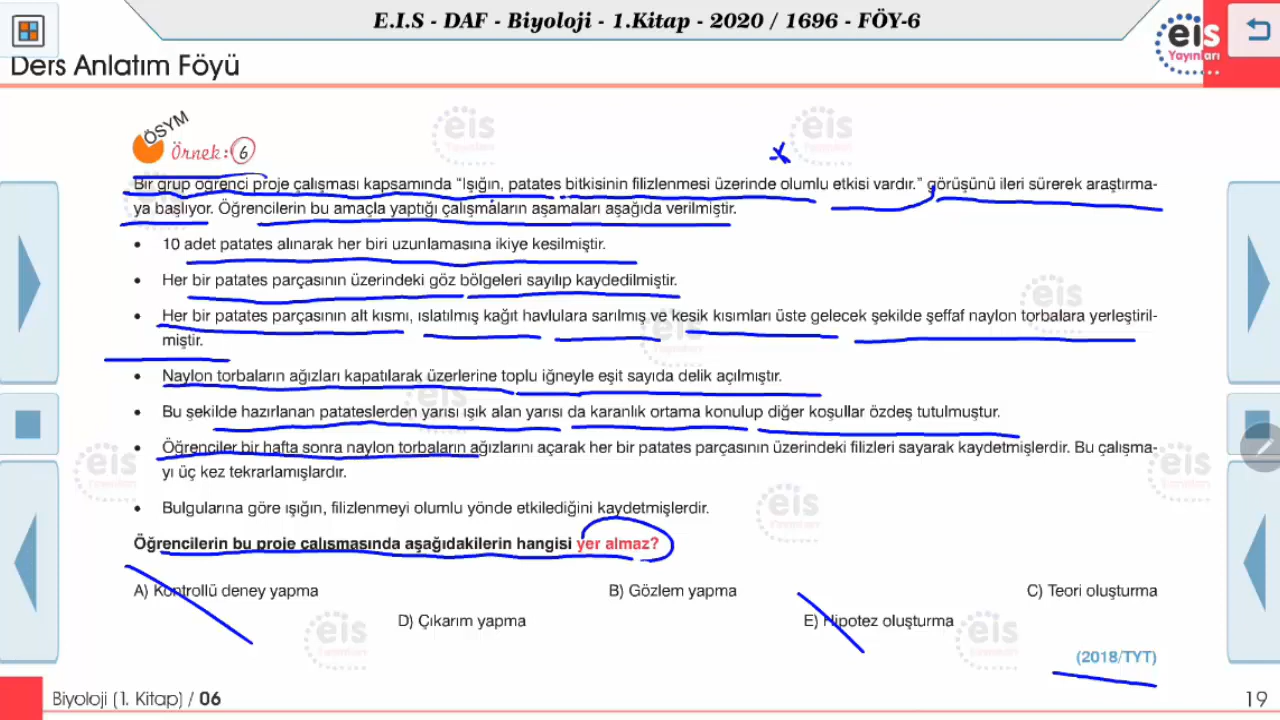 E.I.S - DAF - Biyoloji - 1.Kitap - 2020 / 1696 - FÖY-6
eis
Yayınları
Ders Anlatım Föyü
ÖSYM
Örnek: 6
Bir grup öğrenci proje çalışması kapsamında “Işığın, patates bitkisinin filizlenmesi üzerinde olumlu etkisi vardır.” görüşünü ileri sürerek araştırma-
ya başlıyor. Öğrencilerin bu amaçla yaptığı çalışmaların aşamaları aşağıda verilmiştir.
• 10 adet patates alınarak her biri uzunlamasına ikiye kesilmiştir.
• Her bir patates parçasının üzerindeki göz bölgeleri sayılıp kaydedilmiştir.
• Her bir patates parçasının alt kısmı, ıslatılmış kağıt havlulara sarılmış ve kesik kısımları üste gelecek şekilde şeffaf naylon torbalara yerleştiril-
miştir.
• Naylon torbaların ağızları kapatılarak üzerlerine toplu iğneyle eşit sayıda delik açılmıştır.
• Bu şekilde hazırlanan patateslerden yarısı ışık alan yarısı da karanlık ortama konulup diğer koşullar özdeş tutulmuştur.
• Öğrenciler bir hafta sonra naylon torbaların ağızlarını açarak her bir patates parçasının üzerindeki filizleri sayarak kaydetmişlerdir. Bu çalışma-
yı üç kez tekrarlamışlardır.
• Bulgularına göre ışığın, filizlenmeyi olumlu yönde etkilediğini kaydetmişlerdir.
Öğrencilerin bu proje çalışmasında aşağıdakilerin hangisi yer almaz?
A) Kontrollü deney yapma B) Gözlem yapma C) Teori oluşturma
D) Çıkarım yapma E) Hipotez oluşturma
(2018/TYT)
Biyoloji (1. Kitap) / 06 19